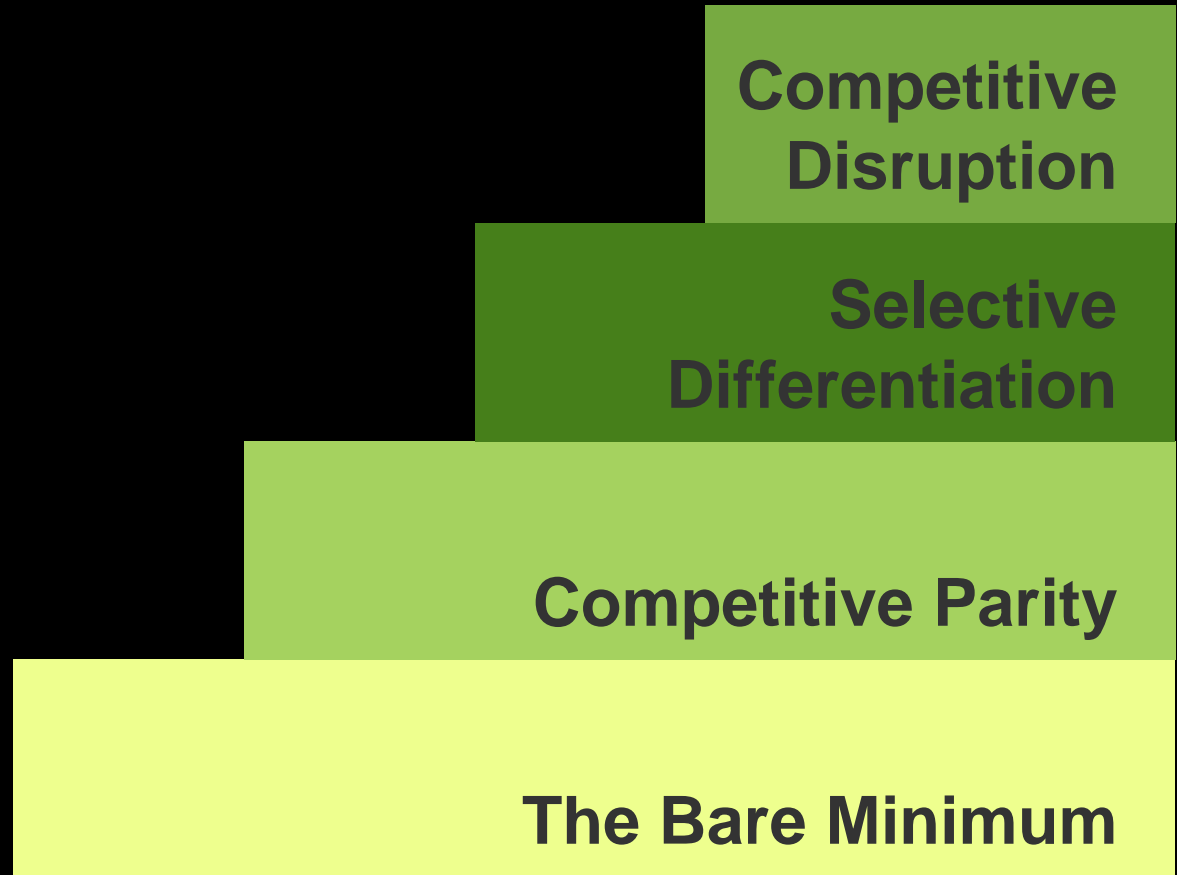 Competitive
Disruption
Selective
Differentiation
Competitive Parity
The Bare Minimum